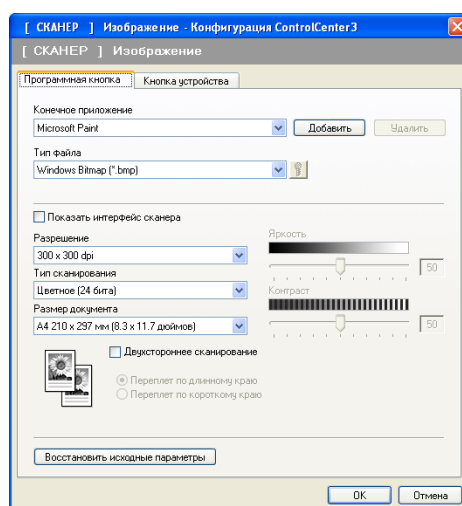 [ СКАНЕР ] Изображение - Конфигурация ControlCenter3
[ СКАНЕР ] Изображение
Программная кнопка Кнопка устройства
Конечное приложение
Microsoft Paint Добавить Удалить
Тип файла
Windows Bitmap (*.bmp)
Показать интерфейс сканера
Разрешение Яркость
300 x 300 dpi 50
Тип сканирования
Цветное (24 бита) Контраст
Размер документа
A4 210 x 297 мм (8.3 x 11.7 дюймов) 50
Двухстороннее сканирование
Переплет по длинному краю
Переплет по короткому краю
Восстановить исходные параметры
OK Отмена